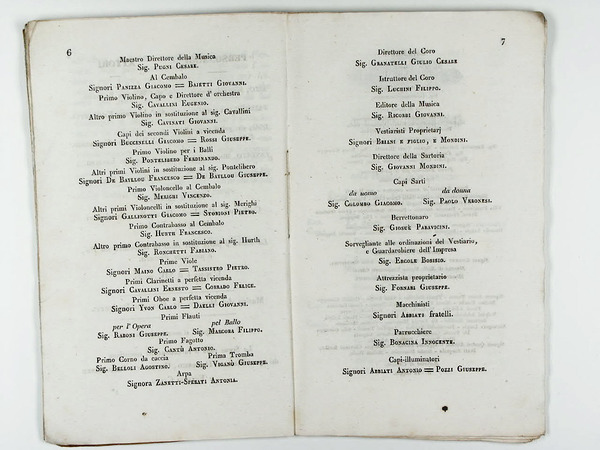 6
Maestro Direttore della Musica
Sig. Pugni Cesare.
Al Cembalo
Signori Panizza Giacomo = Baietti Giovanni.
Primo Violino, Capo e Direttore d' orchestra
Sig. Cavallini Eugenio.
Altro primo Violino in sostituzione al sig. Cavallini
Sig. Cavinati Giovanni.
Capi dei secondi Violini a vicenda
Signori Buccinelli Giacomo = Rossi Giuseppe.
Primo Violino per i Balli
Sig. Pontelibero Ferdinando.
Altri primi Violini in sostituzione al sig. Pontelibero
Signori De Bayllou Francesco = De Bayllou Giuseppe.
Primo Violoncello al Cembalo
Sig. Merighi Vincenzo.
Altri primi Violoncelli in sostituzione al sig. Merighi
Signori Gallinotti Giacomo = Storioni Pietro.
Primo Contrabasso al Cembalo
Sig. Hurth Francesco.
Altro primo Contrabasso in sostituzione al sig. Hurth
Sig. Ronchetti Fabiano.
Prime Viole
Signori Maino Carlo = Tassistro Pietro.
Primi Clarinetti a perfetta vicenda
Signori Cavallini Ernesto = Corrado Felice.
Primi Oboe a perfetta vicenda
Signori Yvon Carlo = Daelli Giovanni.
Primi Flauti
per l' Opera pel Ballo
Sig. Raboni Giuseppe. Sig. Marcora Filippo.
Primo Fagotto
Sig. Cantù Antonio.
Primo Corno da caccia Prima Tromba
Sig. Belloli Agostino. Sig. Viganò Giuseppe.
Arpa
Signora Zanetti-Sperati Antonia.
7
Direttore del Coro
Sig. Granatelli Giulio Cesare
Istruttore del Coro
Sig. Luchini Filippo.
Editore della Musica
Sig. Ricordi Giovanni.
Vestiaristi Proprietarj
Signori Briani e figlio, e Mondini.
Direttore della Sartoria
Sig. Giovanni Mondini.
Capi Sarti
da uomo da donna
Sig. Colombo Giacomo. Sig. Paolo Veronesi.
Berrettonaro
Sig. Giosuè Paravicini.
Sorvegliante alle ordinazioni del Vestiario,
e Guardarobiere dell' Impresa
Sig. Ercole Bosisio.
Attrezzista proprietario
Sig. Fornari Giuseppe.
Macchinisti
Signori Abbiati fratelli.
Parrucchiere
Sig. Bonacina Innocente.
Capi-illuminatori
Signori Abbiati Antonio = Pozzi Giuseppe.